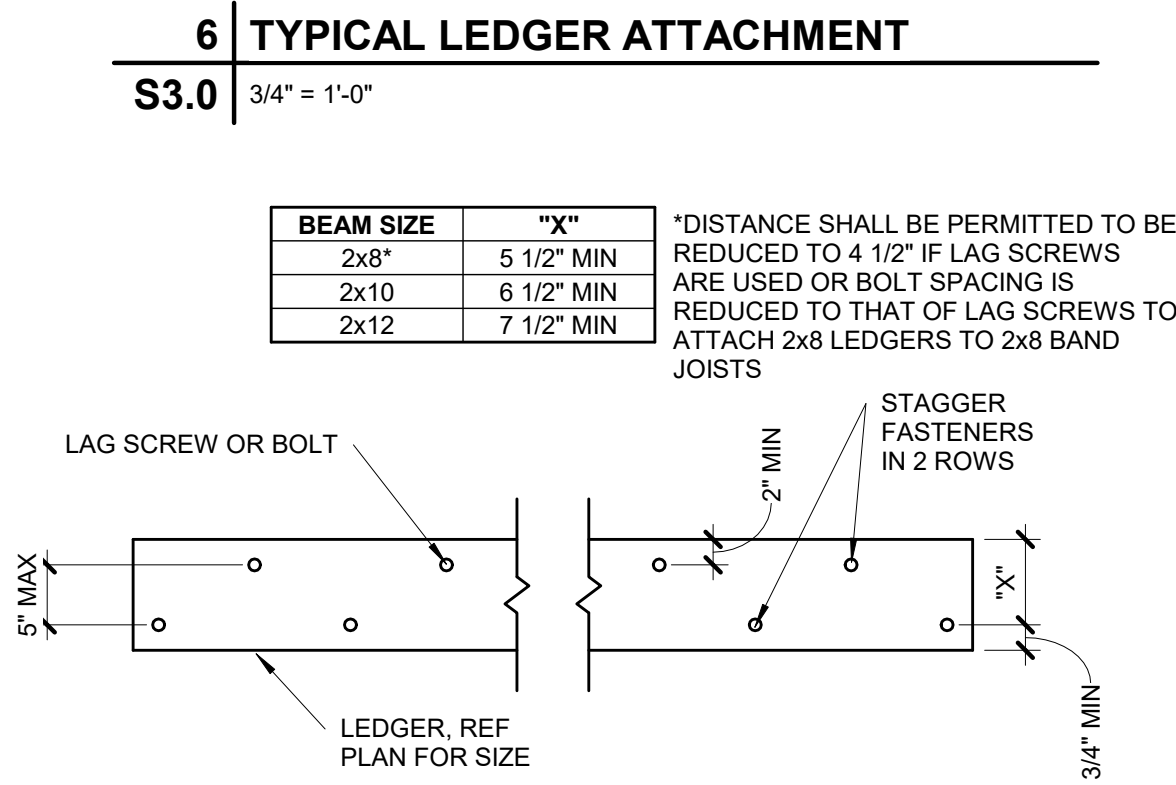 6 TYPICAL LEDGER ATTACHMENT
S3.0 3/4" = 1'-0"
BEAM SIZE "X"
2x8* 5 1/2" MIN
2x10 6 1/2" MIN
2x12 7 1/2" MIN
*DISTANCE SHALL BE PERMITTED TO BE
REDUCED TO 4 1/2" IF LAG SCREWS
ARE USED OR BOLT SPACING IS
REDUCED TO THAT OF LAG SCREWS TO
ATTACH 2x8 LEDGERS TO 2x8 BAND
JOISTS
LAG SCREW OR BOLT
2" MIN
STAGGER
FASTENERS
IN 2 ROWS
5" MAX
"X"
LEDGER, REF
PLAN FOR SIZE
3/4" MIN